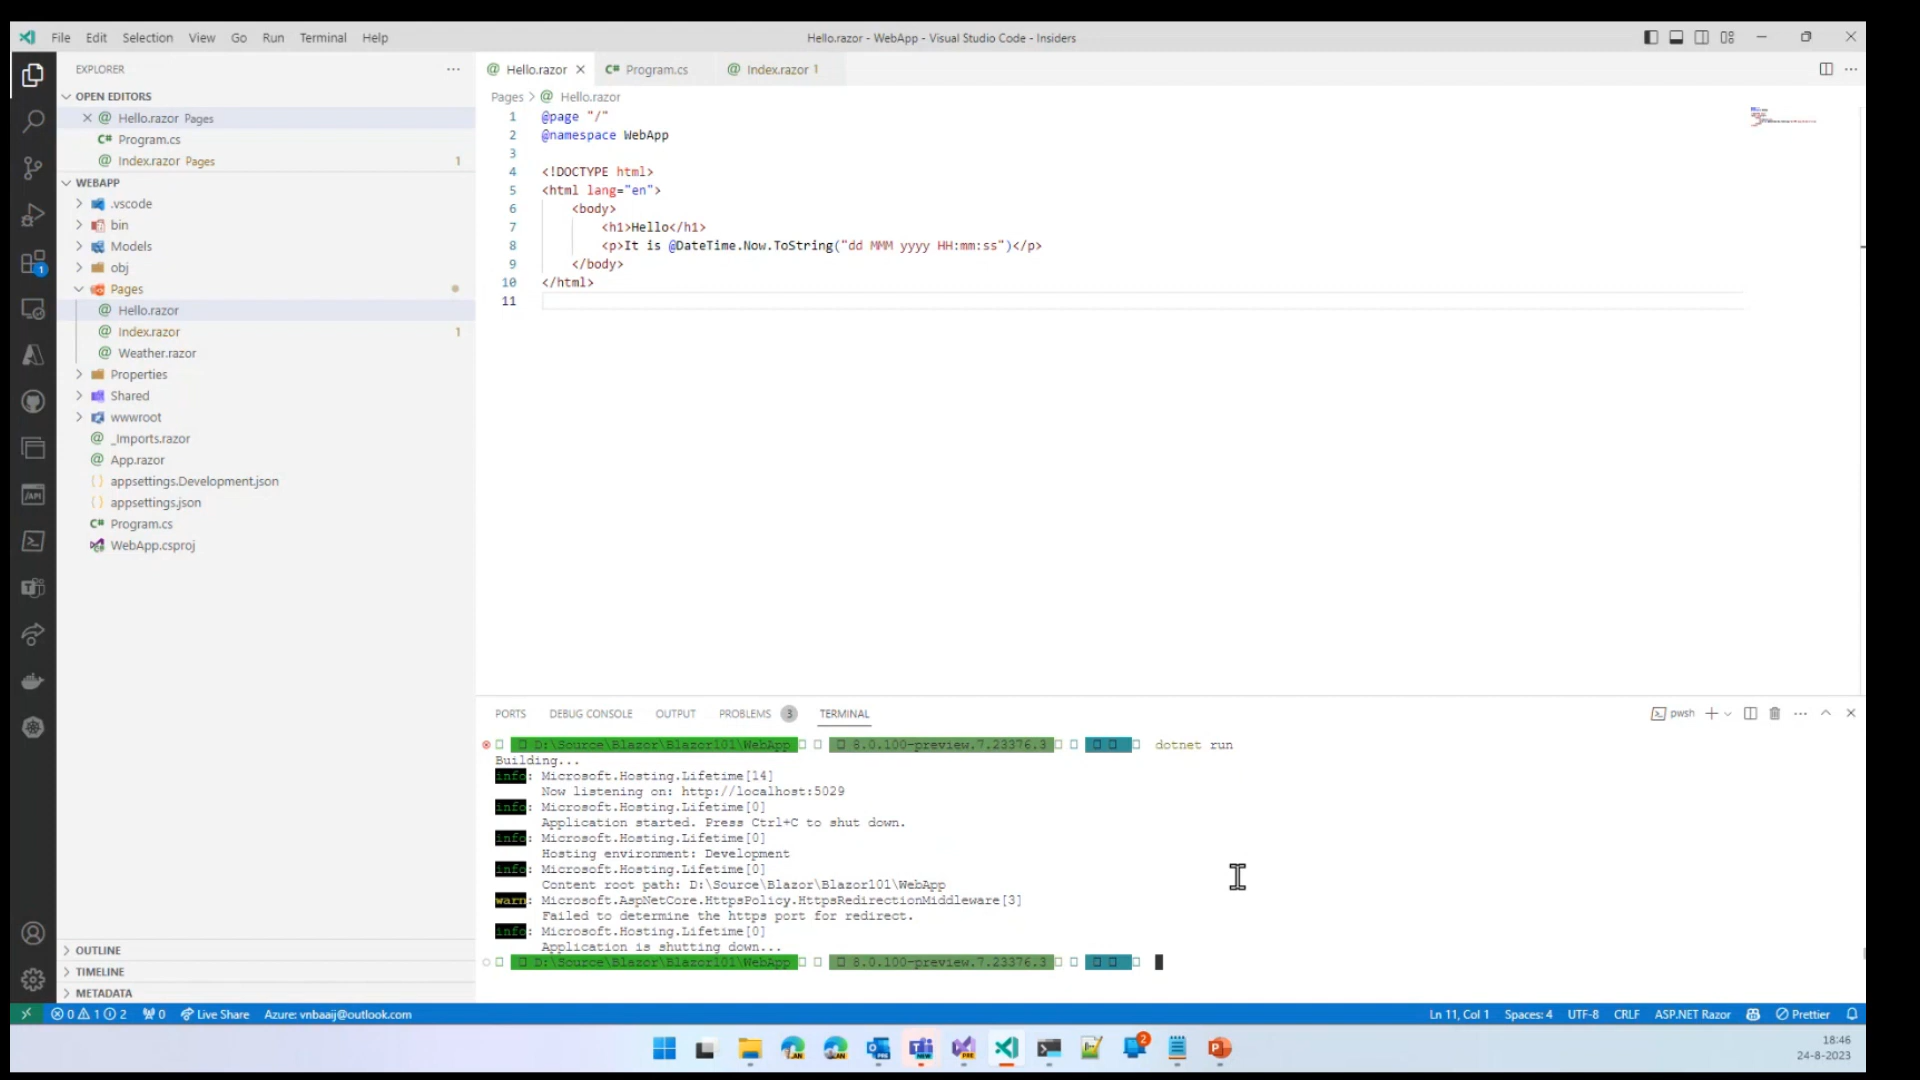 File Edit Selection View Go Run Terminal Help
Hello.razor - WebApp - Visual Studio Code - Insiders
EXPLORER
OPEN EDITORS
Hello.razor Pages
Program.cs
Index.razor Pages 1
WEBAPP
.vscode
bin
Models
obj
Pages
Hello.razor
Index.razor 1
Weather.razor
Properties
Shared
wwwroot
_Imports.razor
App.razor
appsettings.Development.json
appsettings.json
Program.cs
WebApp.csproj
OUTLINE
TIMELINE
METADATA
Hello.razor Program.cs Index.razor 1
Pages > Hello.razor
1 @page "/"
2 @namespace WebApp
3
4 <!DOCTYPE html>
5 <html lang="en">
6 <body>
7 <h1>Hello</h1>
8 <p>It is @DateTime.Now.ToString("dd MMM yyyy HH:mm:ss")</p>
9 </body>
10 </html>
11
PORTS DEBUG CONSOLE OUTPUT PROBLEMS 3 TERMINAL pwsh
D:\Source\Blazor\Blazor101\WebApp 8.0.100-preview.7.23376.3 dotnet run
Building...
info: Microsoft.Hosting.Lifetime[14]
Now listening on: http://localhost:5029
info: Microsoft.Hosting.Lifetime[0]
Application started. Press Ctrl+C to shut down.
info: Microsoft.Hosting.Lifetime[0]
Hosting environment: Development
info: Microsoft.Hosting.Lifetime[0]
Content root path: D:\Source\Blazor\Blazor101\WebApp
warn: Microsoft.AspNetCore.HttpsPolicy.HttpsRedirectionMiddleware[3]
Failed to determine the https port for redirect.
info: Microsoft.Hosting.Lifetime[0]
Application is shutting down...
D:\Source\Blazor\Blazor101\WebApp 8.0.100-preview.7.23376.3
0 1 2 0 Live Share Azure: vnbaaij@outlook.com Ln 11, Col 1 Spaces: 4 UTF-8 CRLF ASP.NET Razor Prettier
18:46
24-8-2023